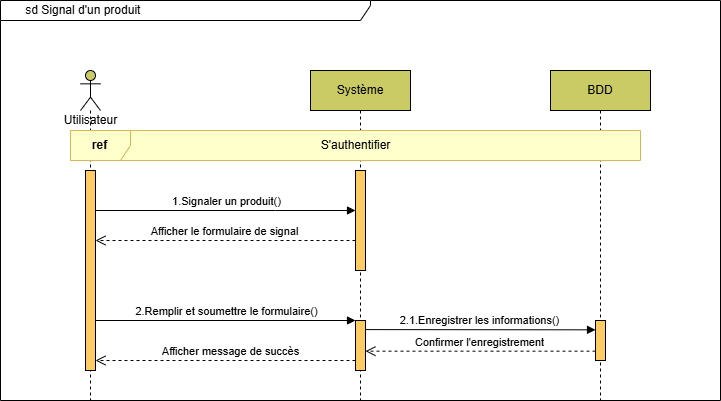 sd Signal d'un produit
Système
BDD
Utilisateur
ref
S'authentifier
1.Signaler un produit()
Afficher le formulaire de signal
2.Remplir et soumettre le formulaire()
2.1.Enregistrer les informations()
Confirmer l'enregistrement
Afficher message de succès